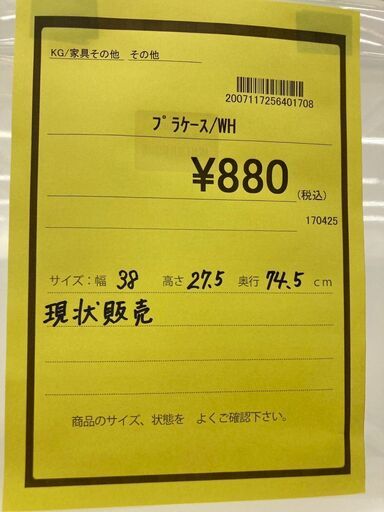 KG/家具その他 その他
2007117256401708
ﾌﾟﾗｹｰｽ/WH
¥880(税込)
170425
サイズ:幅 38 高さ 27.5 奥行 74.5 cm
現状販売
商品のサイズ、状態を よくご確認下さい。